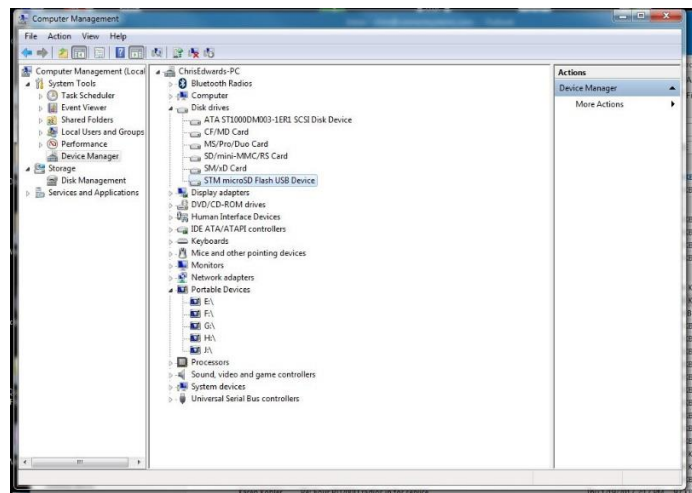 Computer Management
File Action View Help
Computer Management (Local
System Tools
Task Scheduler
Event Viewer
Shared Folders
Local Users and Groups
Performance
Device Manager
Storage
Disk Management
Services and Applications
ChrisEdwards-PC
Bluetooth Radios
Computer
Disk drives
ATA ST1000DM003-1ER1 SCSI Disk Device
CF/MD Card
MS/Pro/Duo Card
SD/mini-MMC/RS Card
SM/xD Card
STM microSD Flash USB Device
Display adapters
DVD/CD-ROM drives
Human Interface Devices
IDE ATA/ATAPI controllers
Keyboards
Mice and other pointing devices
Monitors
Network adapters
Portable Devices
E:\
F:\
G:\
H:\
J:\
Processors
Sound, video and game controllers
System devices
Universal Serial Bus controllers
Actions
Device Manager
More Actions